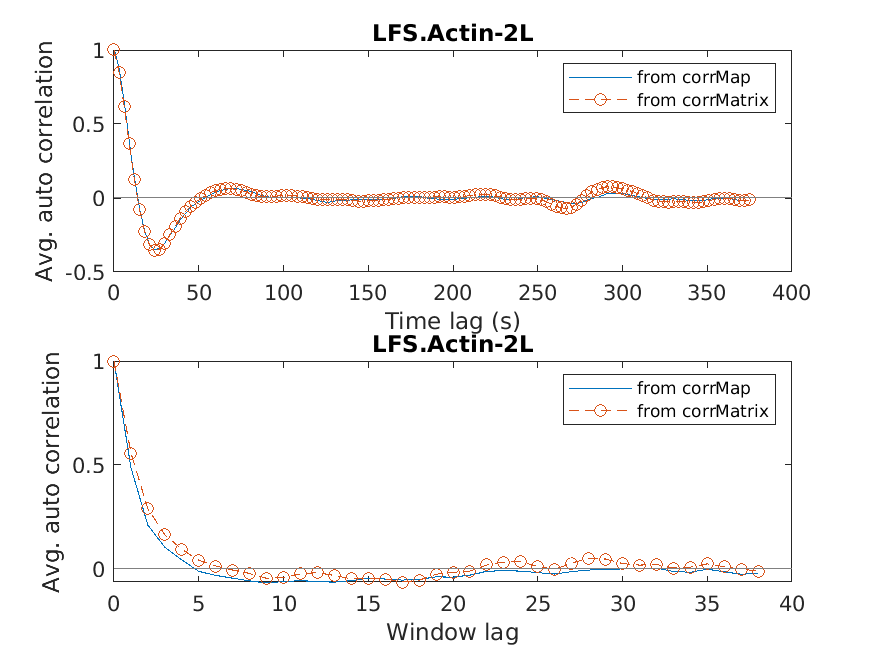 LFS.Actin-2L
1
0.5
0
-0.5
Avg. auto correlation
from corrMap
from corrMatrix
0 50 100 150 200 250 300 350 400
Time lag (s)
LFS.Actin-2L
1
0.5
0
Avg. auto correlation
from corrMap
from corrMatrix
0 5 10 15 20 25 30 35 40
Window lag